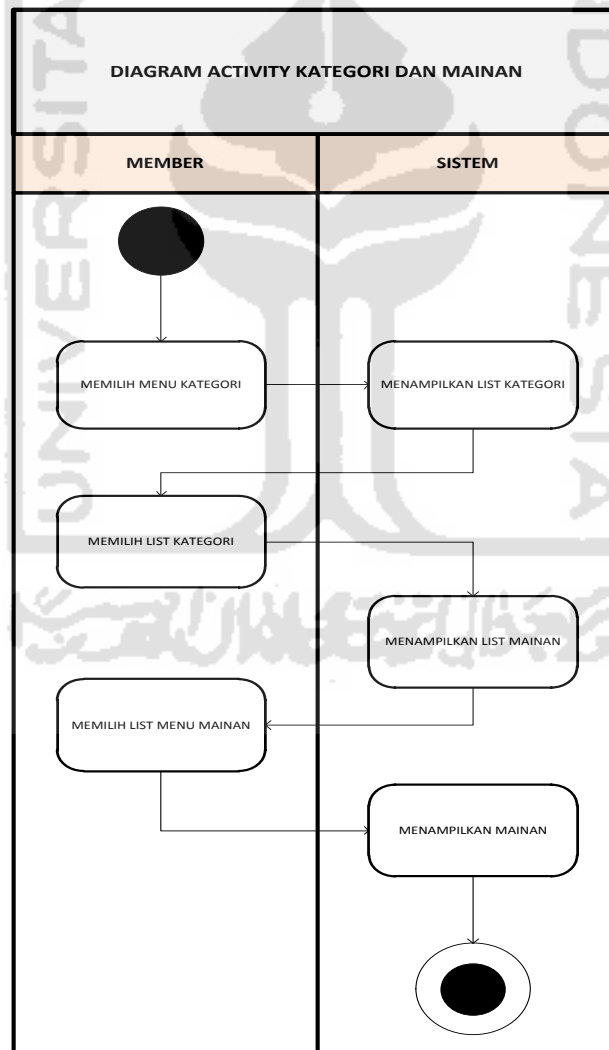 DIAGRAM ACTIVITY KATEGORI DAN MAINAN
MEMBER
SISTEM
MEMILIH MENU KATEGORI
MENAMPILKAN LIST KATEGORI
MEMILIH LIST KATEGORI
MENAMPILKAN LIST MAINAN
MEMILIH LIST MENU MAINAN
MENAMPILKAN MAINAN